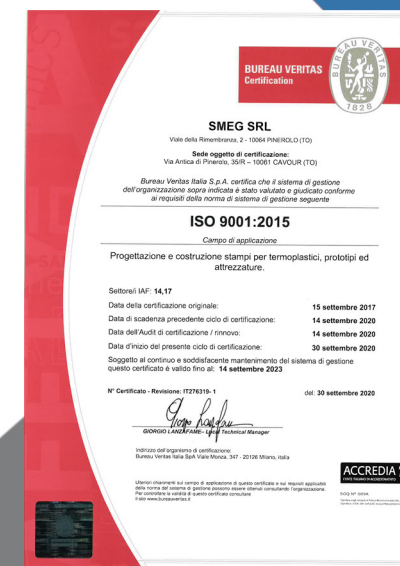 BUREAU VERITAS
Certification
BUREAU VERITAS
1828
SMEG SRL
Viale della Rimembranza, 2 - 10064 PINEROLO (TO)
Sede oggetto di certificazione:
Via Antica di Pinerolo, 35/R – 10061 CAVOUR (TO)
Bureau Veritas Italia S.p.A. certifica che il sistema di gestione
dell'organizzazione sopra indicata è stato valutato e giudicato conforme
ai requisiti della norma di sistema di gestione seguente
ISO 9001:2015
Campo di applicazione
Progettazione e costruzione stampi per termoplastici, prototipi ed
attrezzature.
Settore/i IAF: 14,17
Data della certificazione originale: 15 settembre 2017
Data di scadenza precedente ciclo di certificazione: 14 settembre 2020
Data dell'Audit di certificazione / rinnovo: 14 settembre 2020
Data d'inizio del presente ciclo di certificazione: 30 settembre 2020
Soggetto al continuo e soddisfacente mantenimento del sistema di gestione
questo certificato è valido fino al: 14 settembre 2023
N° Certificato - Revisione: IT276319- 1 del: 30 settembre 2020
GIORGIO LANZAFAME– Local Technical Manager
Indirizzo dell'organismo di certificazione:
Bureau Veritas Italia SpA Viale Monza, 347 - 20126 Milano, Italia
Ulteriori chiarimenti sul campo di applicazione di questo certificato e sui requisiti applicabili
della norma del sistema di gestione possono essere ottenuti consultando l'organizzazione.
Per controllare la validità di questo certificato consultare
il sito www.bureauveritas.it
ACCREDIA
L'ENTE ITALIANO DI ACCREDITAMENTO
SGQ N° 009A